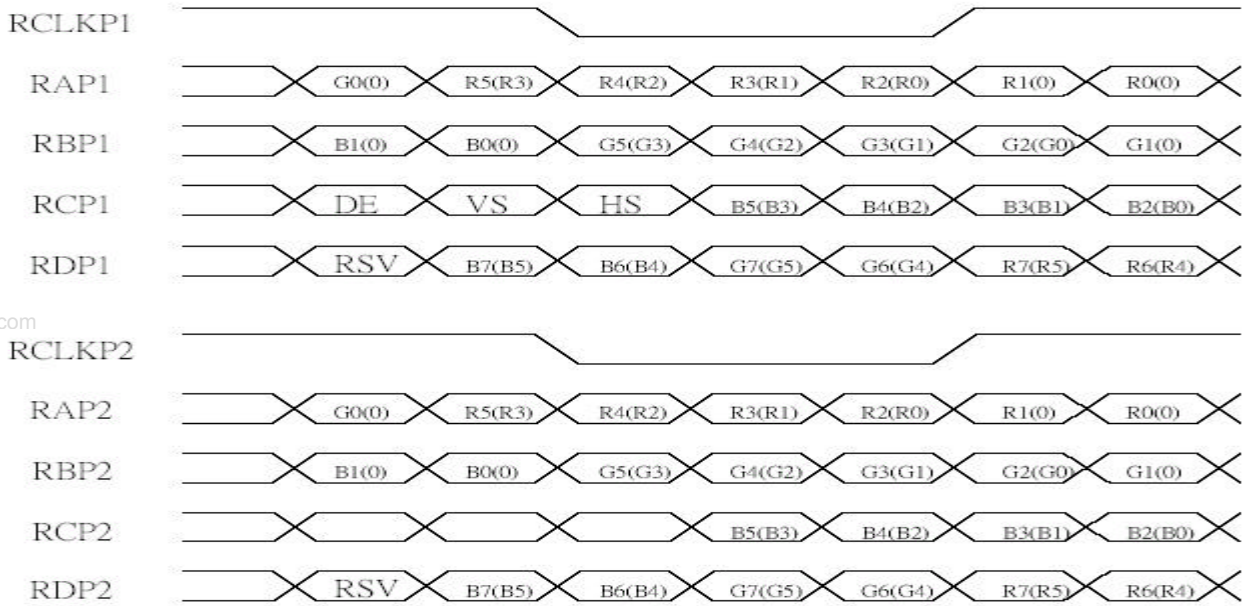 RCLKP1
RAP1 G0(0) R5(R3) R4(R2) R3(R1) R2(R0) R1(0) R0(0)
RBP1 B1(0) B0(0) G5(G3) G4(G2) G3(G1) G2(G0) G1(0)
RCP1 DE VS HS B5(B3) B4(B2) B3(B1) B2(B0)
RDP1 RSV B7(B5) B6(B4) G7(G5) G6(G4) R7(R5) R6(R4)
com
RCLKP2
RAP2 G0(0) R5(R3) R4(R2) R3(R1) R2(R0) R1(0) R0(0)
RBP2 B1(0) B0(0) G5(G3) G4(G2) G3(G1) G2(G0) G1(0)
RCP2 B5(B3) B4(B2) B3(B1) B2(B0)
RDP2 RSV B7(B5) B6(B4) G7(G5) G6(G4) R7(R5) R6(R4)